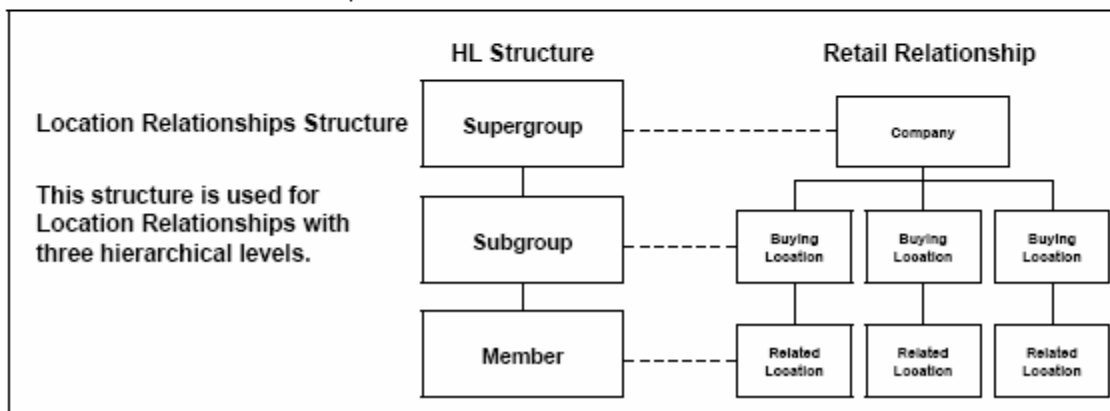 HL Structure
Retail Relationship
Location Relationships Structure
Supergroup
Company
This structure is used for
Location Relationships with
three hierarchical levels.
Subgroup
Buying
Location
Buying
Location
Buying
Location
Member
Related
Location
Related
Location
Related
Location